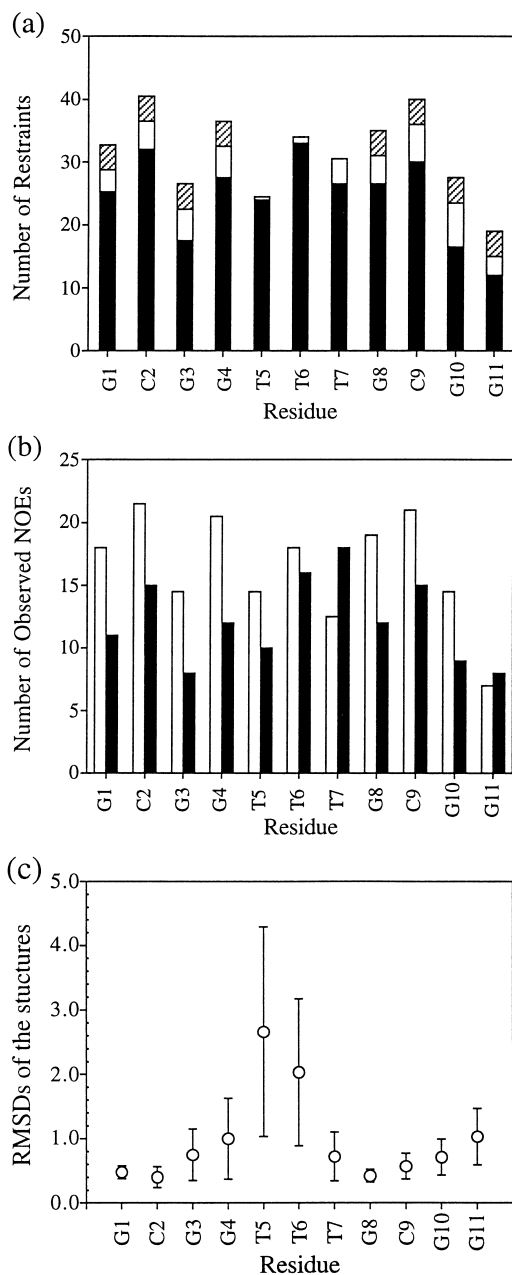 (a)
Number of Restraints
50
40
30
20
10
0
G1 C2 G3 G4 T5 T6 T7 G8 C9 G10 G11
Residue
(b)
Number of Observed NOEs
25
20
15
10
5
0
G1 C2 G3 G4 T5 T6 T7 G8 C9 G10 G11
Residue
(c)
RMSDs of the stuctures
5.0
4.0
3.0
2.0
1.0
0.0
G1 C2 G3 G4 T5 T6 T7 G8 C9 G10 G11
Residue